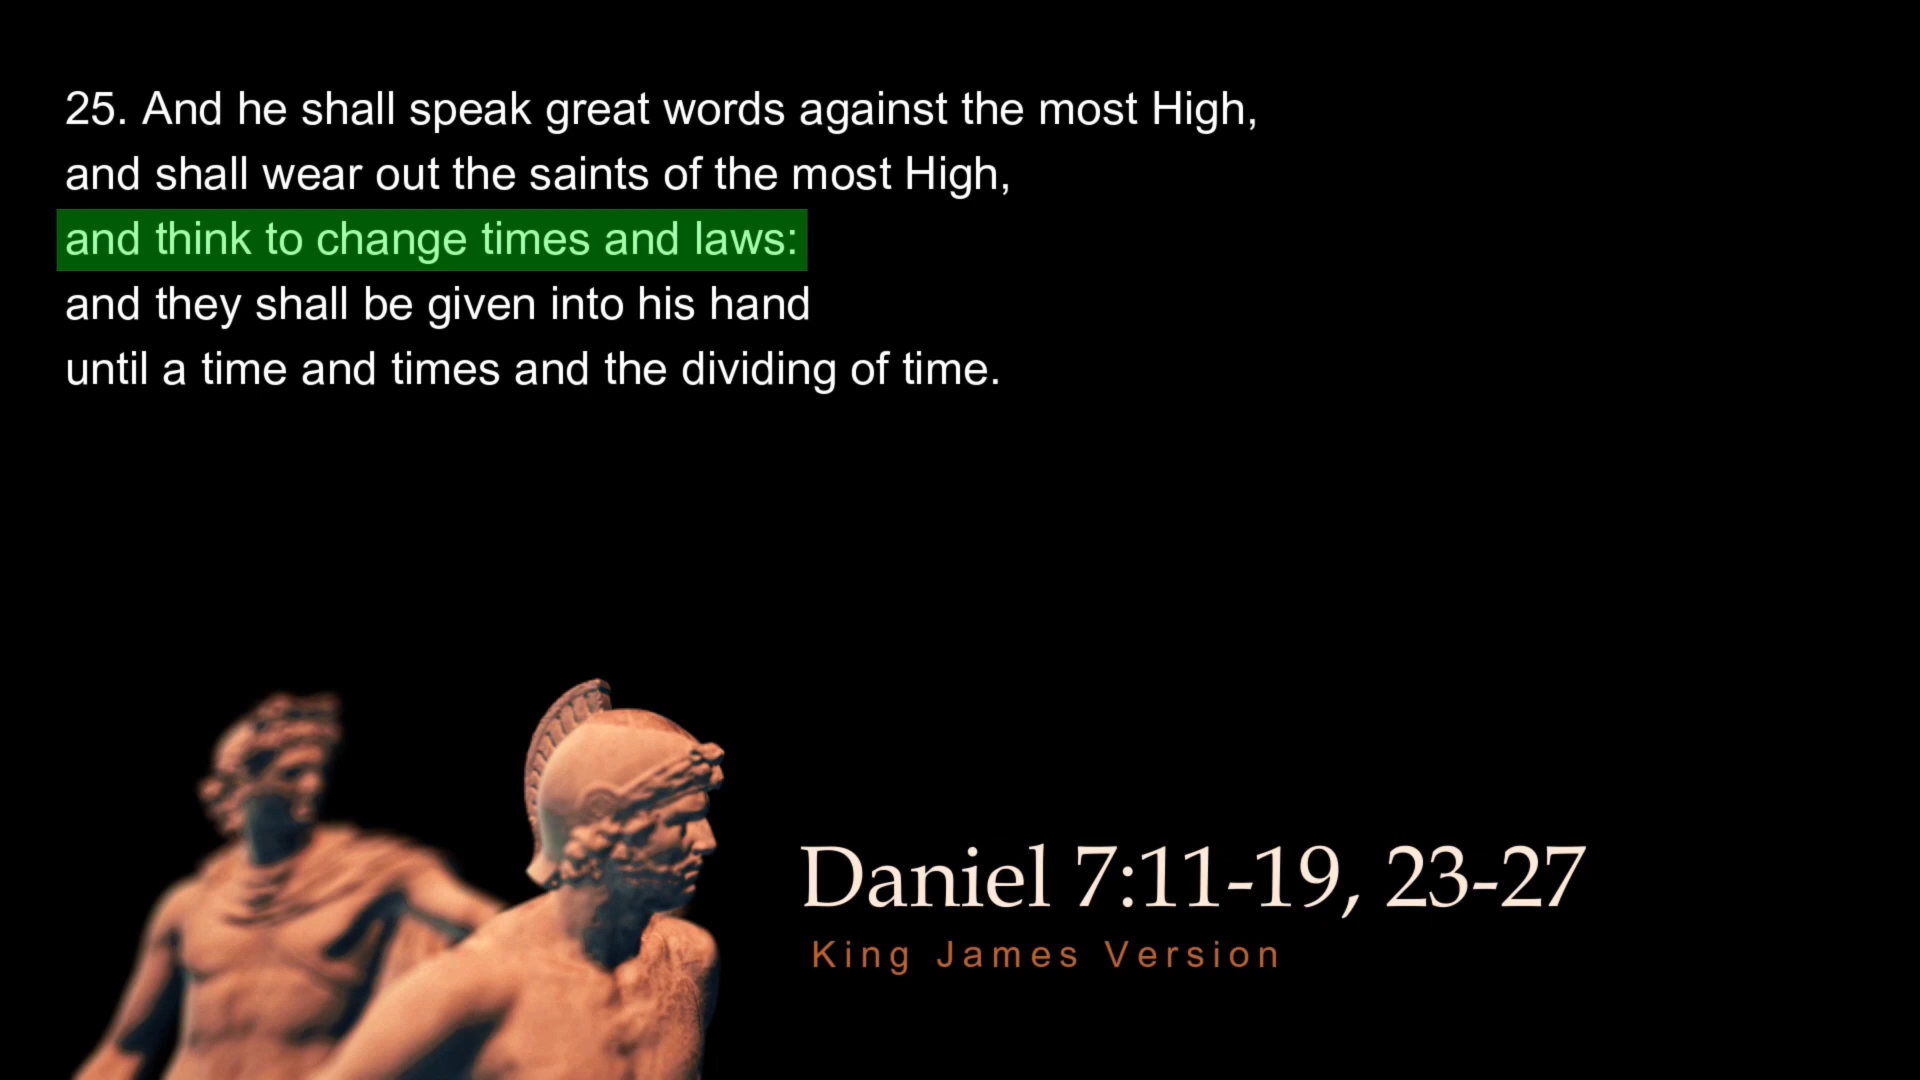 25. And he shall speak great words against the most High,
and shall wear out the saints of the most High,
and think to change times and laws:
and they shall be given into his hand
until a time and times and the dividing of time.
Daniel 7:11-19, 23-27
King James Version